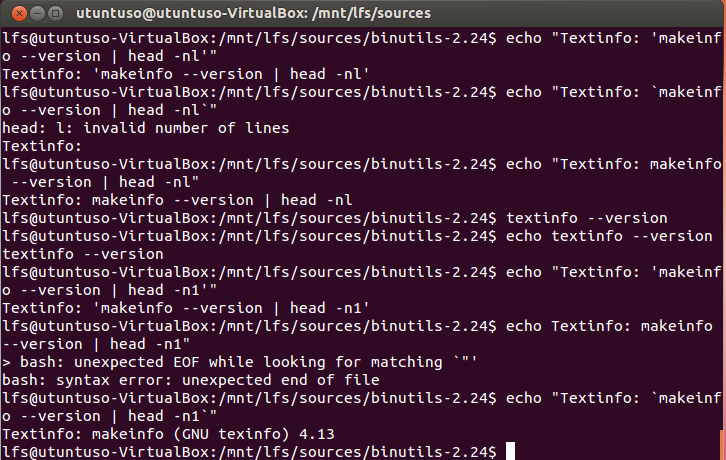 utuntuso@utuntuso-VirtualBox: /mnt/lfs/sources
lfs@utuntuso-VirtualBox:/mnt/lfs/sources/binutils-2.24$ echo "Textinfo: 'makeinf
o --version | head -nl'"
Textinfo: 'makeinfo --version | head -nl'
lfs@utuntuso-VirtualBox:/mnt/lfs/sources/binutils-2.24$ echo "Textinfo: `makeinf
o --version | head -nl`"
head: l: invalid number of lines
Textinfo:
lfs@utuntuso-VirtualBox:/mnt/lfs/sources/binutils-2.24$ echo "Textinfo: makeinfo
 --version | head -nl"
Textinfo: makeinfo --version | head -nl
lfs@utuntuso-VirtualBox:/mnt/lfs/sources/binutils-2.24$ textinfo --version
lfs@utuntuso-VirtualBox:/mnt/lfs/sources/binutils-2.24$ echo textinfo --version
textinfo --version
lfs@utuntuso-VirtualBox:/mnt/lfs/sources/binutils-2.24$ echo "Textinfo: 'makeinf
o --version | head -n1'"
Textinfo: 'makeinfo --version | head -n1'
lfs@utuntuso-VirtualBox:/mnt/lfs/sources/binutils-2.24$ echo Textinfo: makeinfo
--version | head -n1"
> bash: unexpected EOF while looking for matching `"'
bash: syntax error: unexpected end of file
lfs@utuntuso-VirtualBox:/mnt/lfs/sources/binutils-2.24$ echo "Textinfo: `makeinf
o --version | head -n1`"
Textinfo: makeinfo (GNU texinfo) 4.13
lfs@utuntuso-VirtualBox:/mnt/lfs/sources/binutils-2.24$